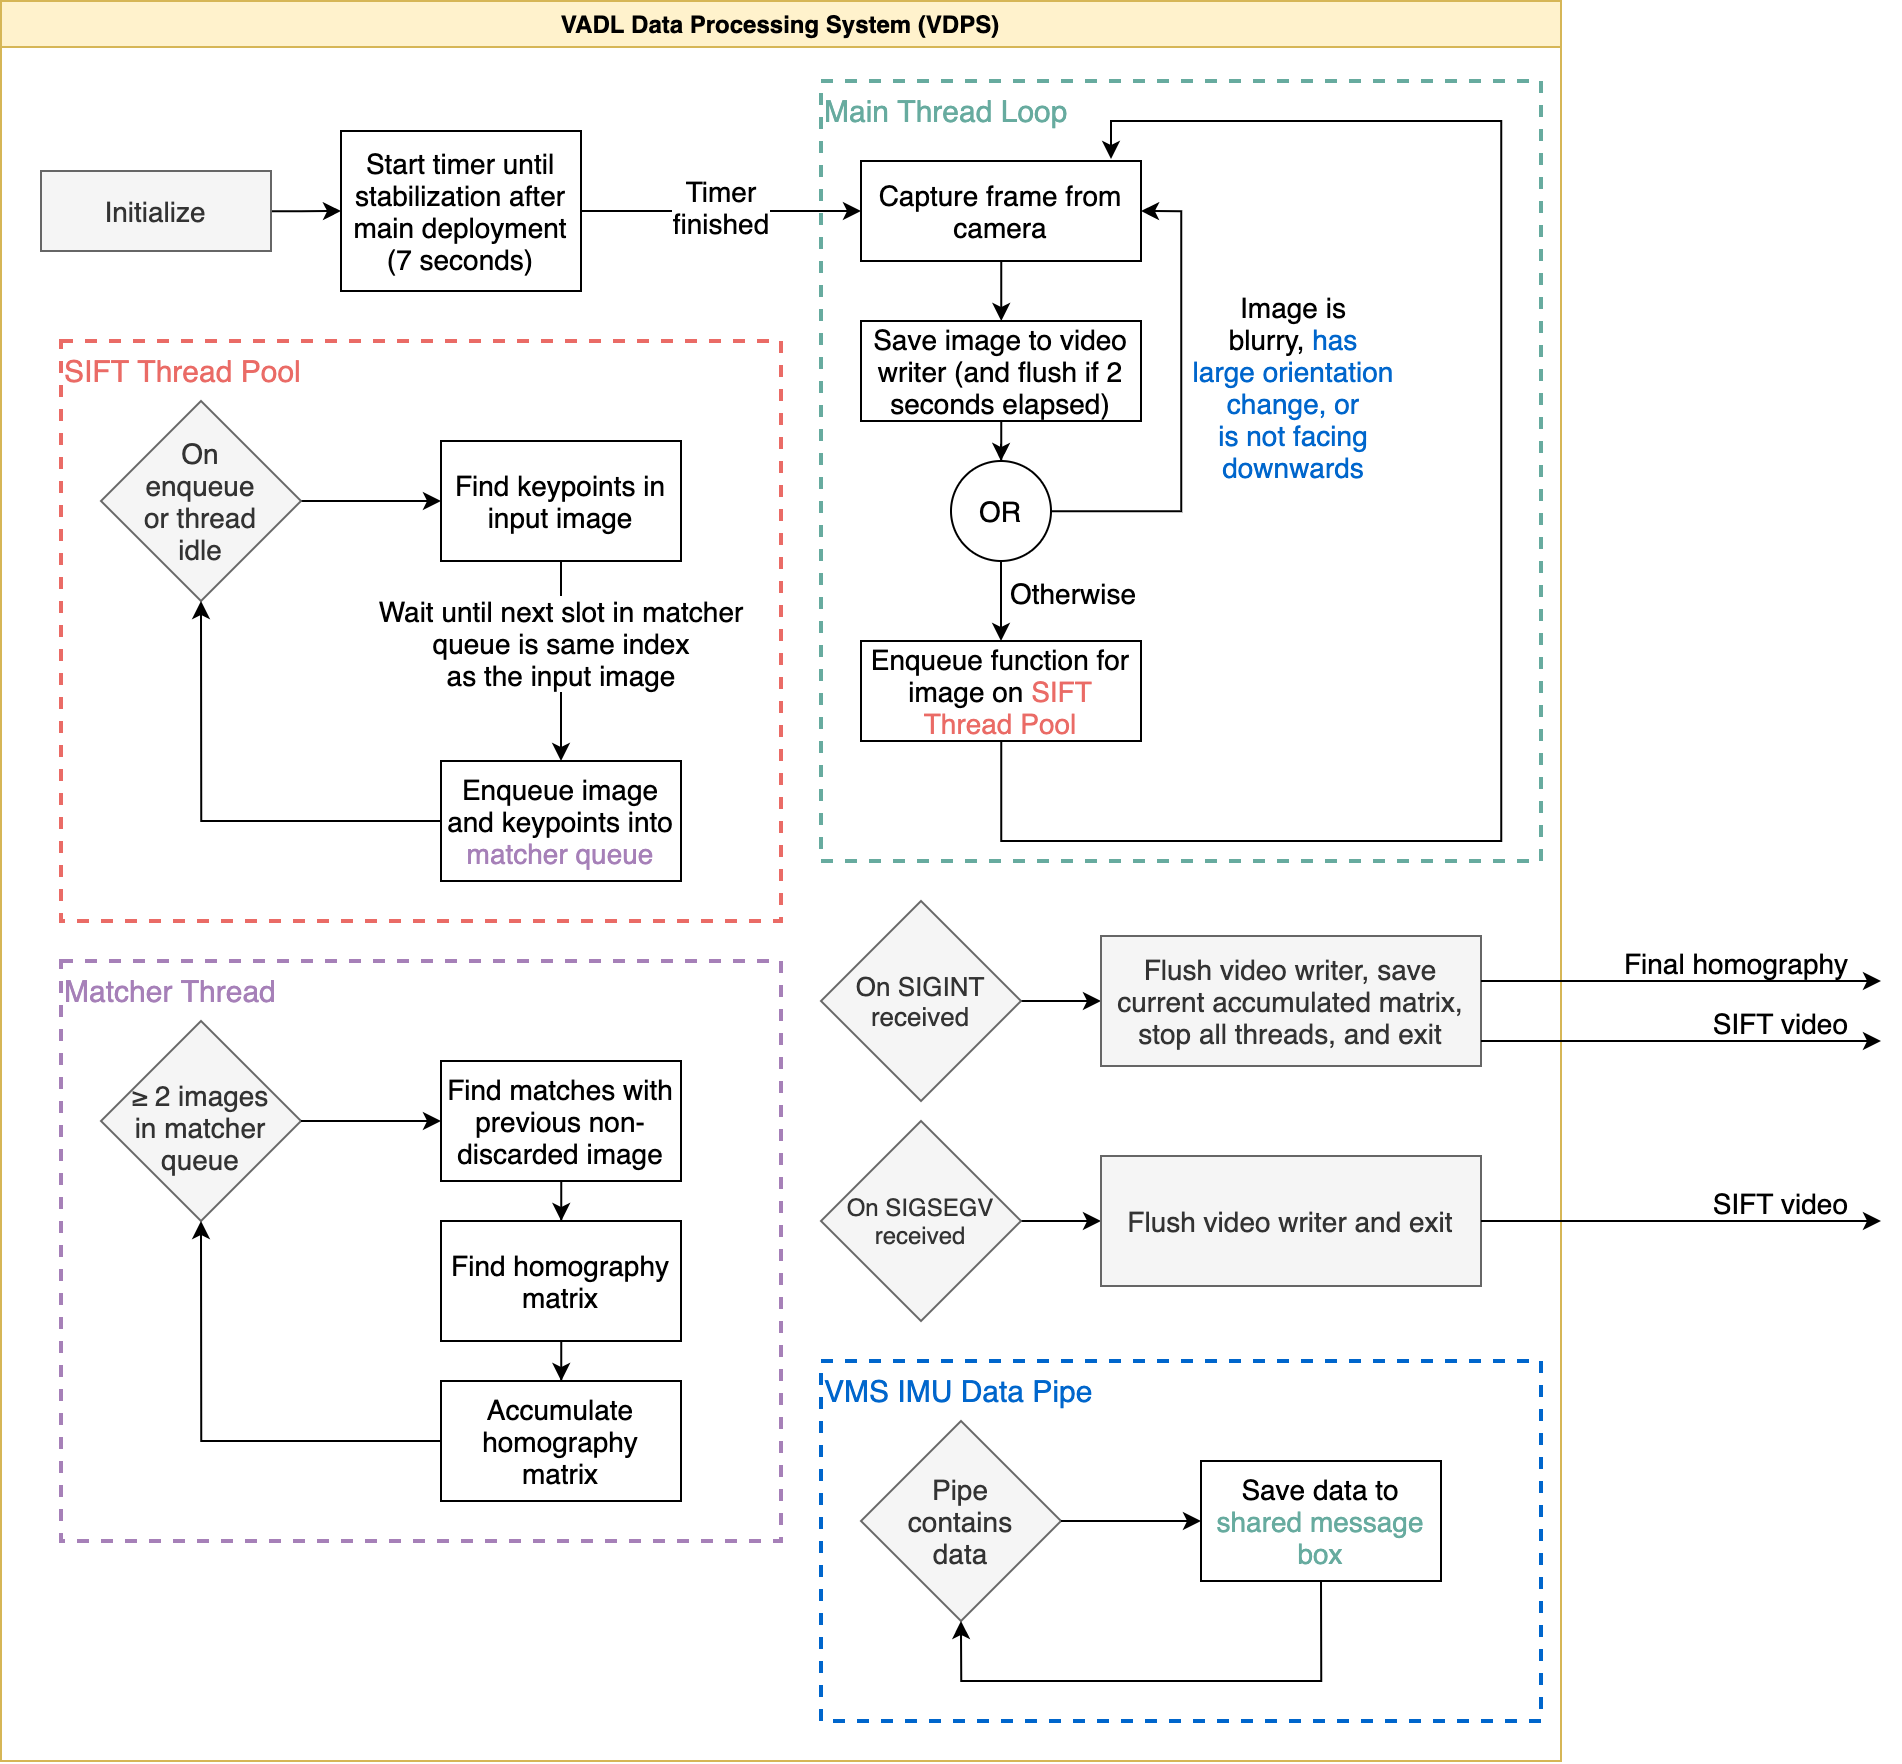 VADL Data Processing System (VDPS)
Initialize
Start timer until
stabilization after
main deployment
(7 seconds)
Timer
finished
Main Thread Loop
Capture frame from
camera
Save image to video
writer (and flush if 2
seconds elapsed)
Image is
blurry, has
large orientation
change, or
is not facing
downwards
OR
Otherwise
Enqueue function for
image on SIFT
Thread Pool
SIFT Thread Pool
On
enqueue
or thread
idle
Find keypoints in
input image
Wait until next slot in matcher
queue is same index
as the input image
Enqueue image
and keypoints into
matcher queue
Matcher Thread
≥ 2 images
in matcher
queue
Find matches with
previous non-
discarded image
Find homography
matrix
Accumulate
homography
matrix
On SIGINT
received
Flush video writer, save
current accumulated matrix,
stop all threads, and exit
Final homography
SIFT video
On SIGSEGV
received
Flush video writer and exit
SIFT video
VMS IMU Data Pipe
Pipe
contains
data
Save data to
shared message
box